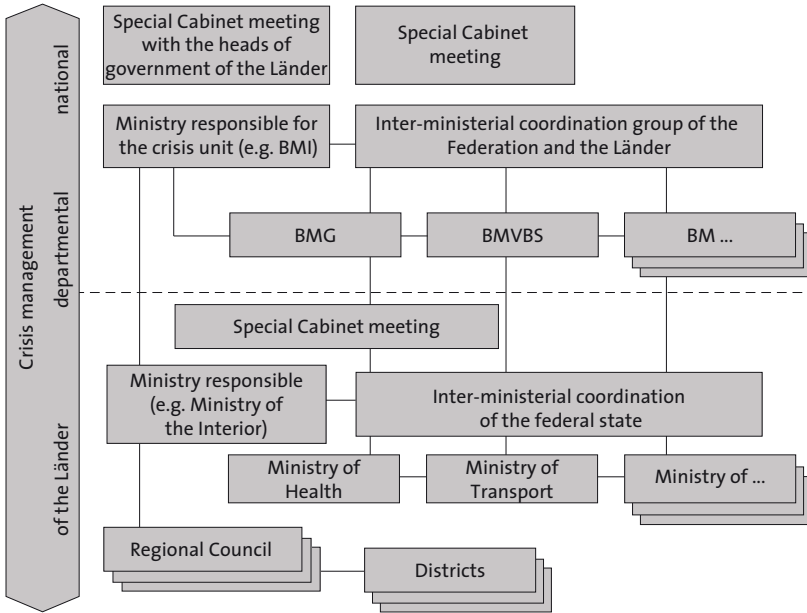 Crisis management
national
departmental
of the Länder
Special Cabinet meeting
with the heads of
government of the Länder
Special Cabinet
meeting
Ministry responsible for
the crisis unit (e.g. BMI)
Inter-ministerial coordination group of the
Federation and the Länder
BMG
BMVBS
BM ...
Special Cabinet meeting
Ministry responsible
(e.g. Ministry of
the Interior)
Inter-ministerial coordination
of the federal state
Ministry of
Health
Ministry of
Transport
Ministry of ...
Regional Council
Districts